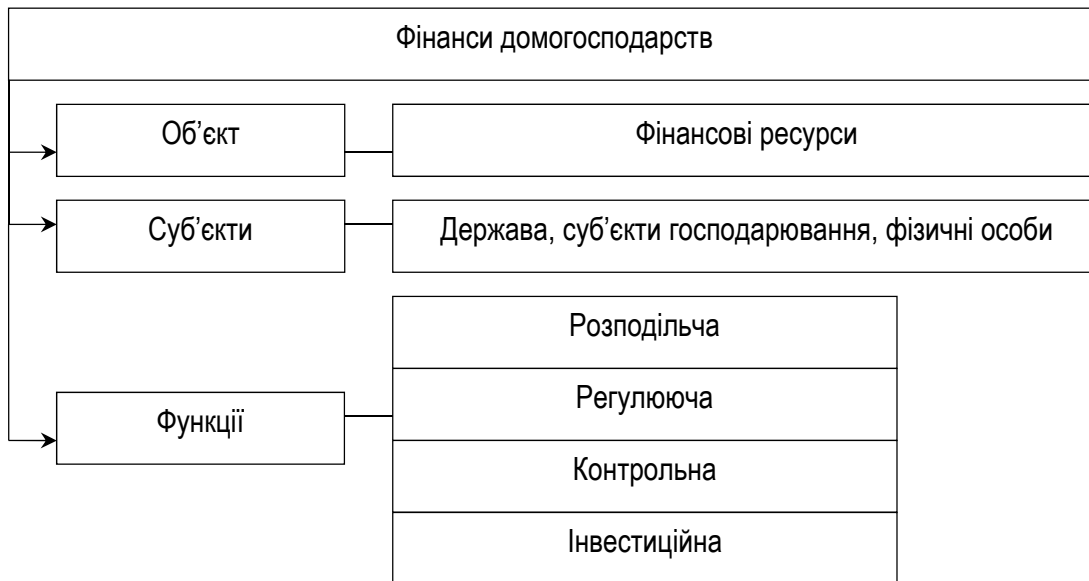 Фінанси домогосподарств
Об’єкт
Фінансові ресурси
Суб’єкти
Держава, суб’єкти господарювання, фізичні особи
Функції
Розподільча
Регулююча
Контрольна
Інвестиційна